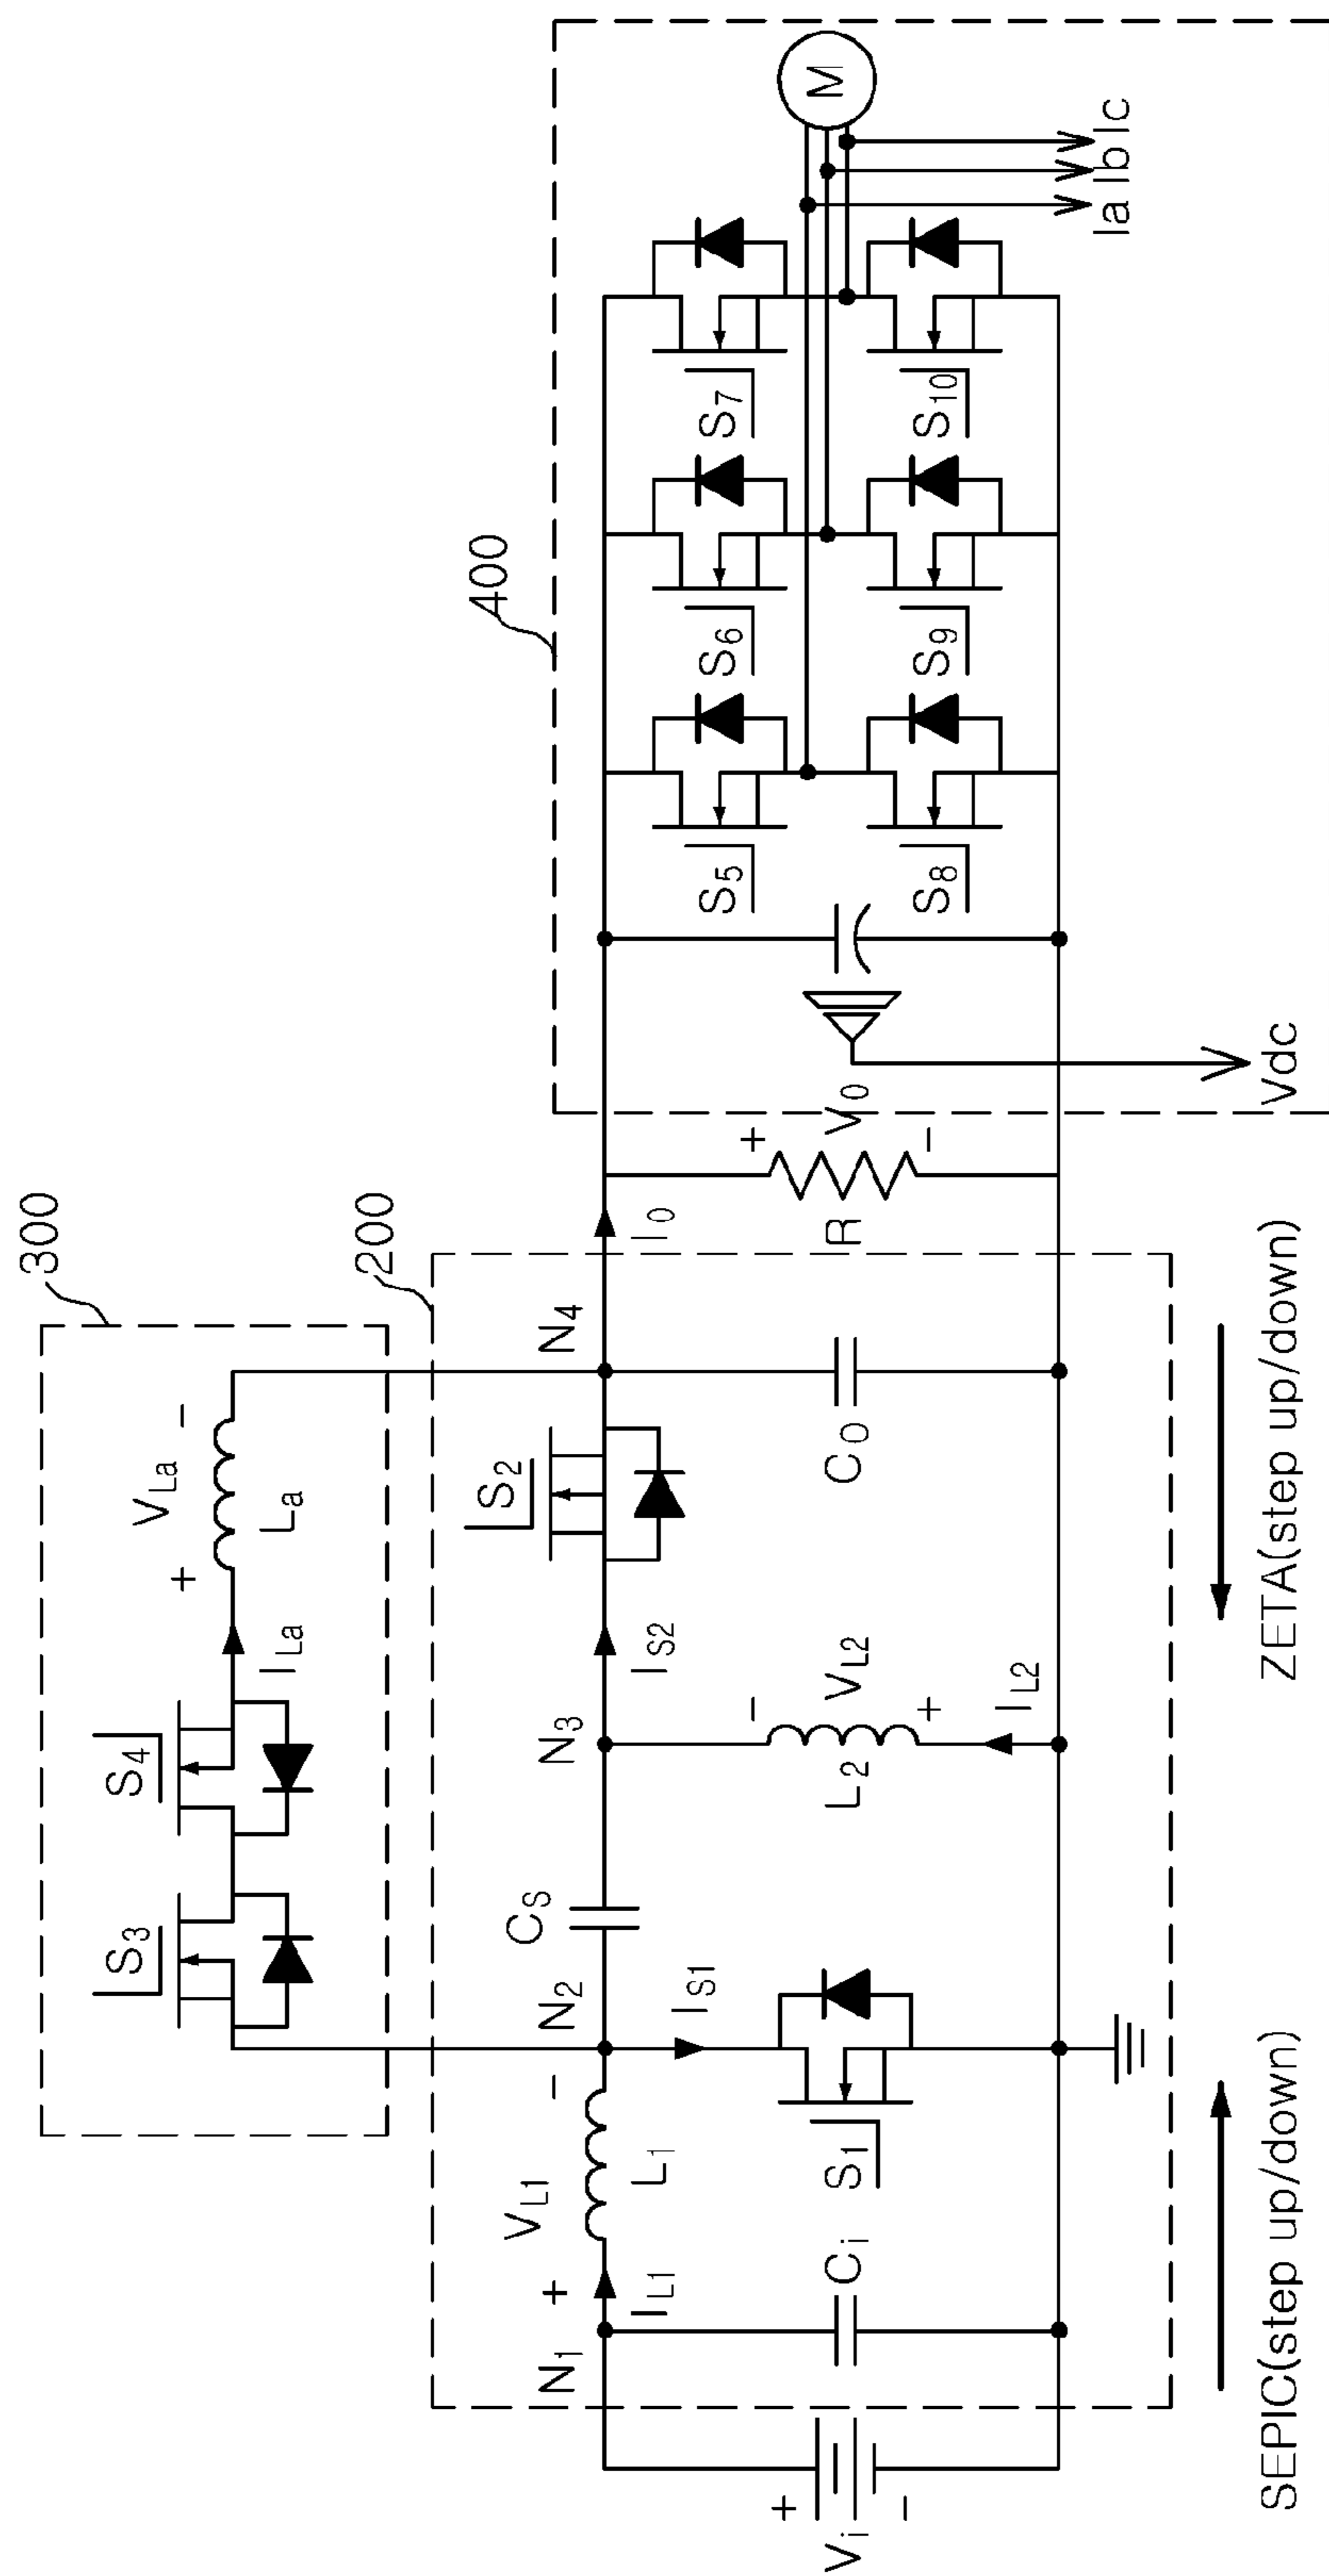 300
S3
S4
ILa
+ VLa -
La
200
400
N1
+ VL1 -
IL1
L1
N2
CS
N3
S2
N4
IS1
IS2
I0
Vi
+
-
Ci
S1
L2
-
VL2
+
IL2
CO
R
+
V0
-
Vdc
S5
S6
S7
S8
S9
S10
M
Ia
Ib
Ic
SEPIC(step up/down)
ZETA(step up/down)